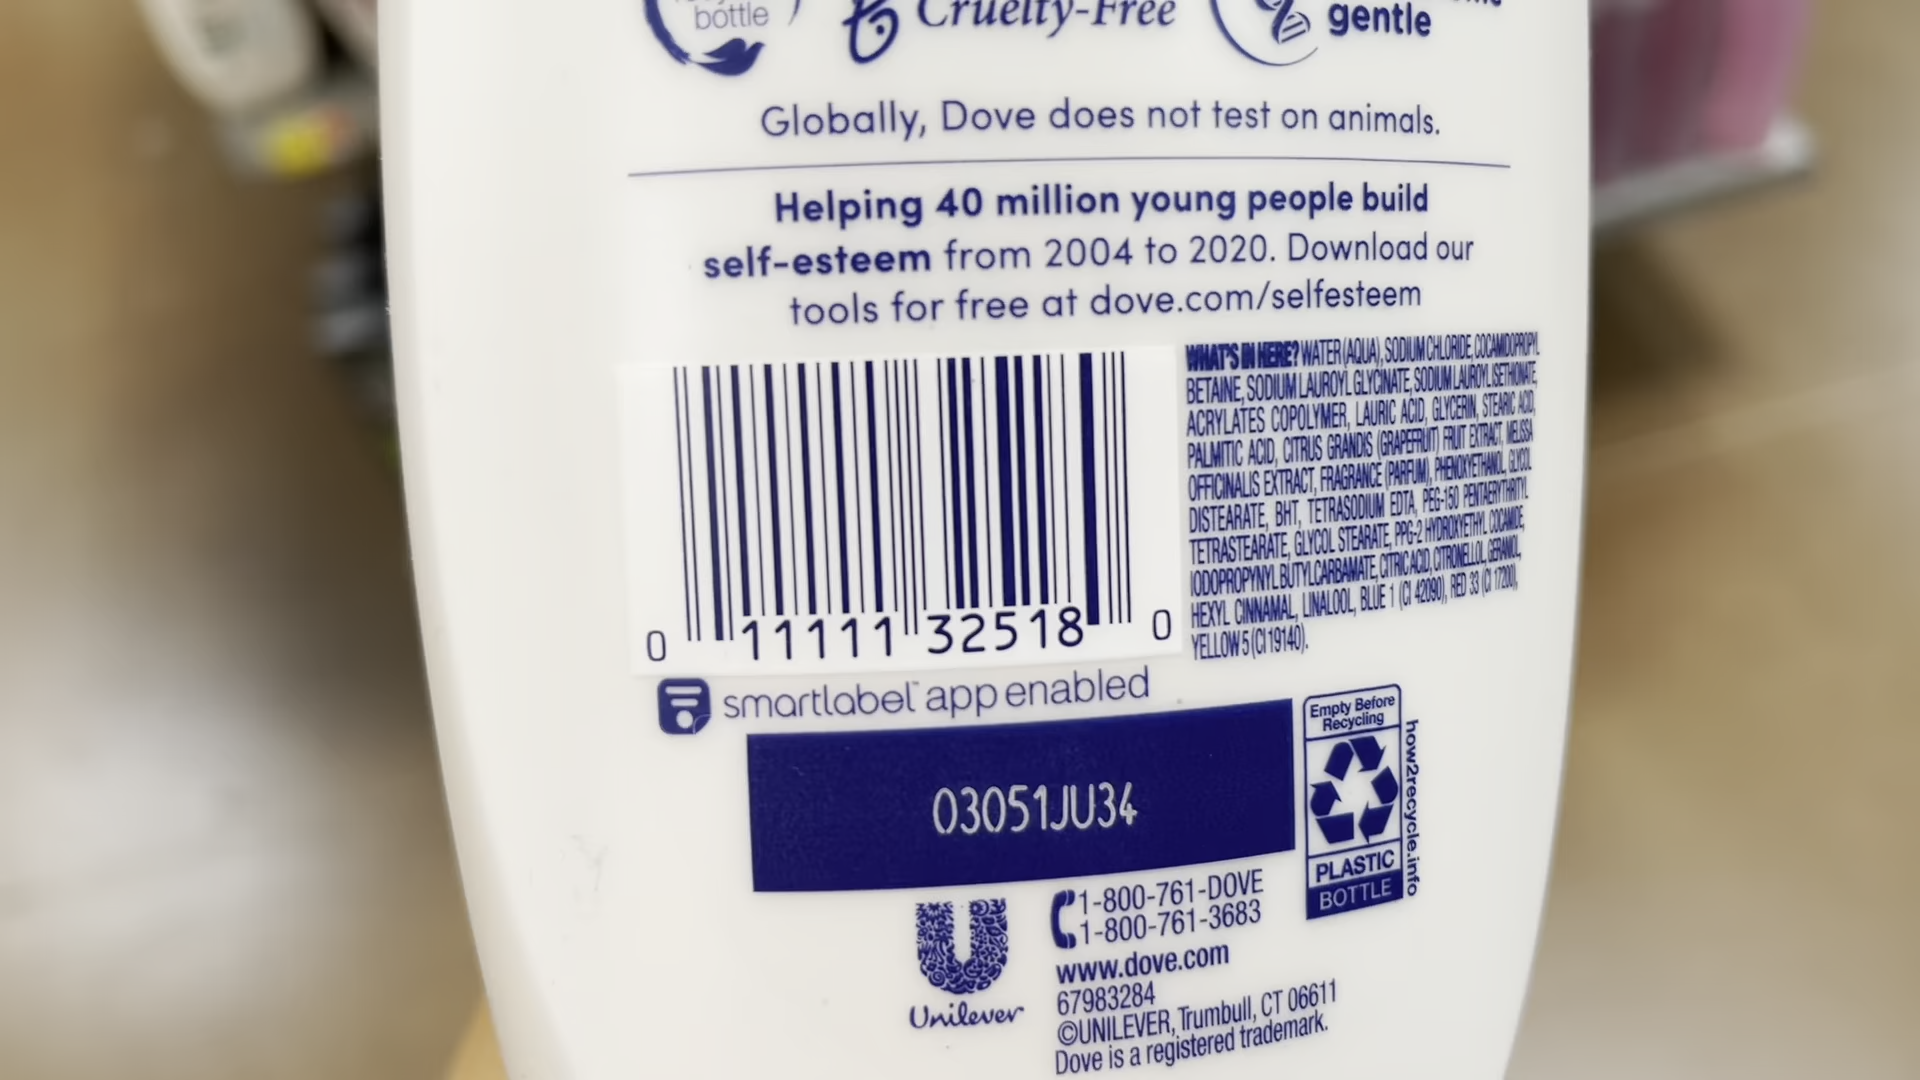 bottle
Cruelty-Free
gentle
Globally, Dove does not test on animals.
Helping 40 million young people build
self-esteem from 2004 to 2020. Download our
tools for free at dove.com/selfesteem
WHAT'S IN HERE? WATER (AQUA), SODIUM CHLORIDE, COCAMIDOPROPYL
BETAINE, SODIUM LAUROYL GLYCINATE, SODIUM LAUROYL ISETHIONATE,
ACRYLATES COPOLYMER, LAURIC ACID, GLYCERIN, STEARIC ACID,
PALMITIC ACID, CITRUS GRANDIS (GRAPEFRUIT) FRUIT EXTRACT, MELISSA
OFFICINALIS EXTRACT, FRAGRANCE (PARFUM), PHENOXYETHANOL, GLYCOL
DISTEARATE, BHT, TETRASODIUM EDTA, PEG-150 PENTAERYTHRITYL
TETRASTEARATE, GLYCOL STEARATE, PPG-2 HYDROXYETHYL COCAMIDE,
IODOPROPYNYL BUTYLCARBAMATE, CITRIC ACID, CITRONELLOL, GERANIOL,
HEXYL CINNAMAL, LINALOOL, BLUE 1 (CI 42090), RED 33 (CI 17200),
YELLOW 5 (CI 19140).
0 11111 32518 0
smartlabel™ app enabled
03051JU34
Empty Before
Recycling
PLASTIC
BOTTLE
how2recycle.info
Unilever
1-800-761-DOVE
1-800-761-3683
www.dove.com
67983284
©UNILEVER, Trumbull, CT 06611
Dove is a registered trademark.